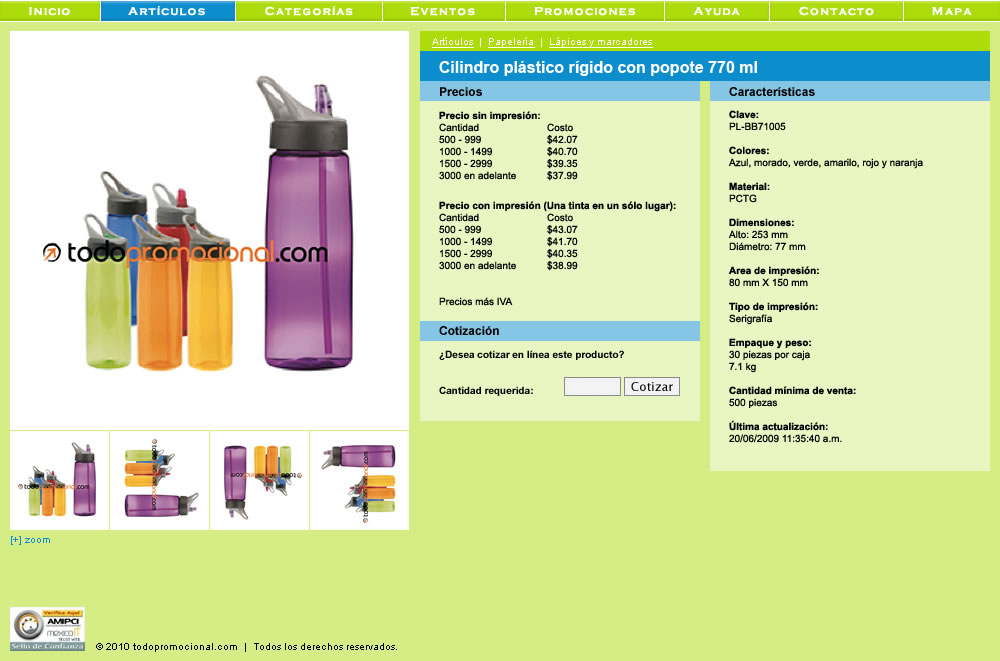 INICIO
ARTÍCULOS
CATEGORÍAS
EVENTOS
PROMOCIONES
AYUDA
CONTACTO
MAPA
todopromocional.com
[+] zoom
Artículos | Papelería | Lápices y marcadores
Cilindro plástico rígido con popote 770 ml
Precios
Precio sin impresión:
Cantidad Costo
500 - 999 $42.07
1000 - 1499 $40.70
1500 - 2999 $39.35
3000 en adelante $37.99
Precio con impresión (Una tinta en un sólo lugar):
Cantidad Costo
500 - 999 $43.07
1000 - 1499 $41.70
1500 - 2999 $40.35
3000 en adelante $38.99
Precios más IVA
Cotización
¿Desea cotizar en línea este producto?
Cantidad requerida: Cotizar
Características
Clave:
PL-BB71005
Colores:
Azul, morado, verde, amarilo, rojo y naranja
Material:
PCTG
Dimensiones:
Alto: 253 mm
Diámetro: 77 mm
Area de impresión:
80 mm X 150 mm
Tipo de impresión:
Serigrafía
Empaque y peso:
30 piezas por caja
7.1 kg
Cantidad mínima de venta:
500 piezas
Última actualización:
20/06/2009 11:35:40 a.m.
Verifica Aquí
AMIPCI
mexico IT
TRUST WEB
Sello de Confianza
© 2010 todopromocional.com | Todos los derechos reservados.